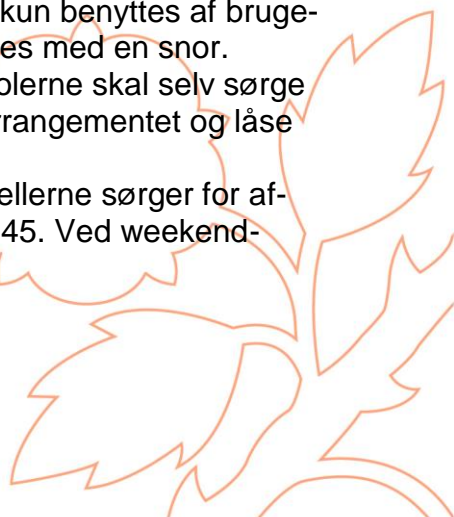 kun benyttes af bruge-
es med en snor.
olerne skal selv sørge
rrangementet og låse
ellerne sørger for af-
45. Ved weekend-